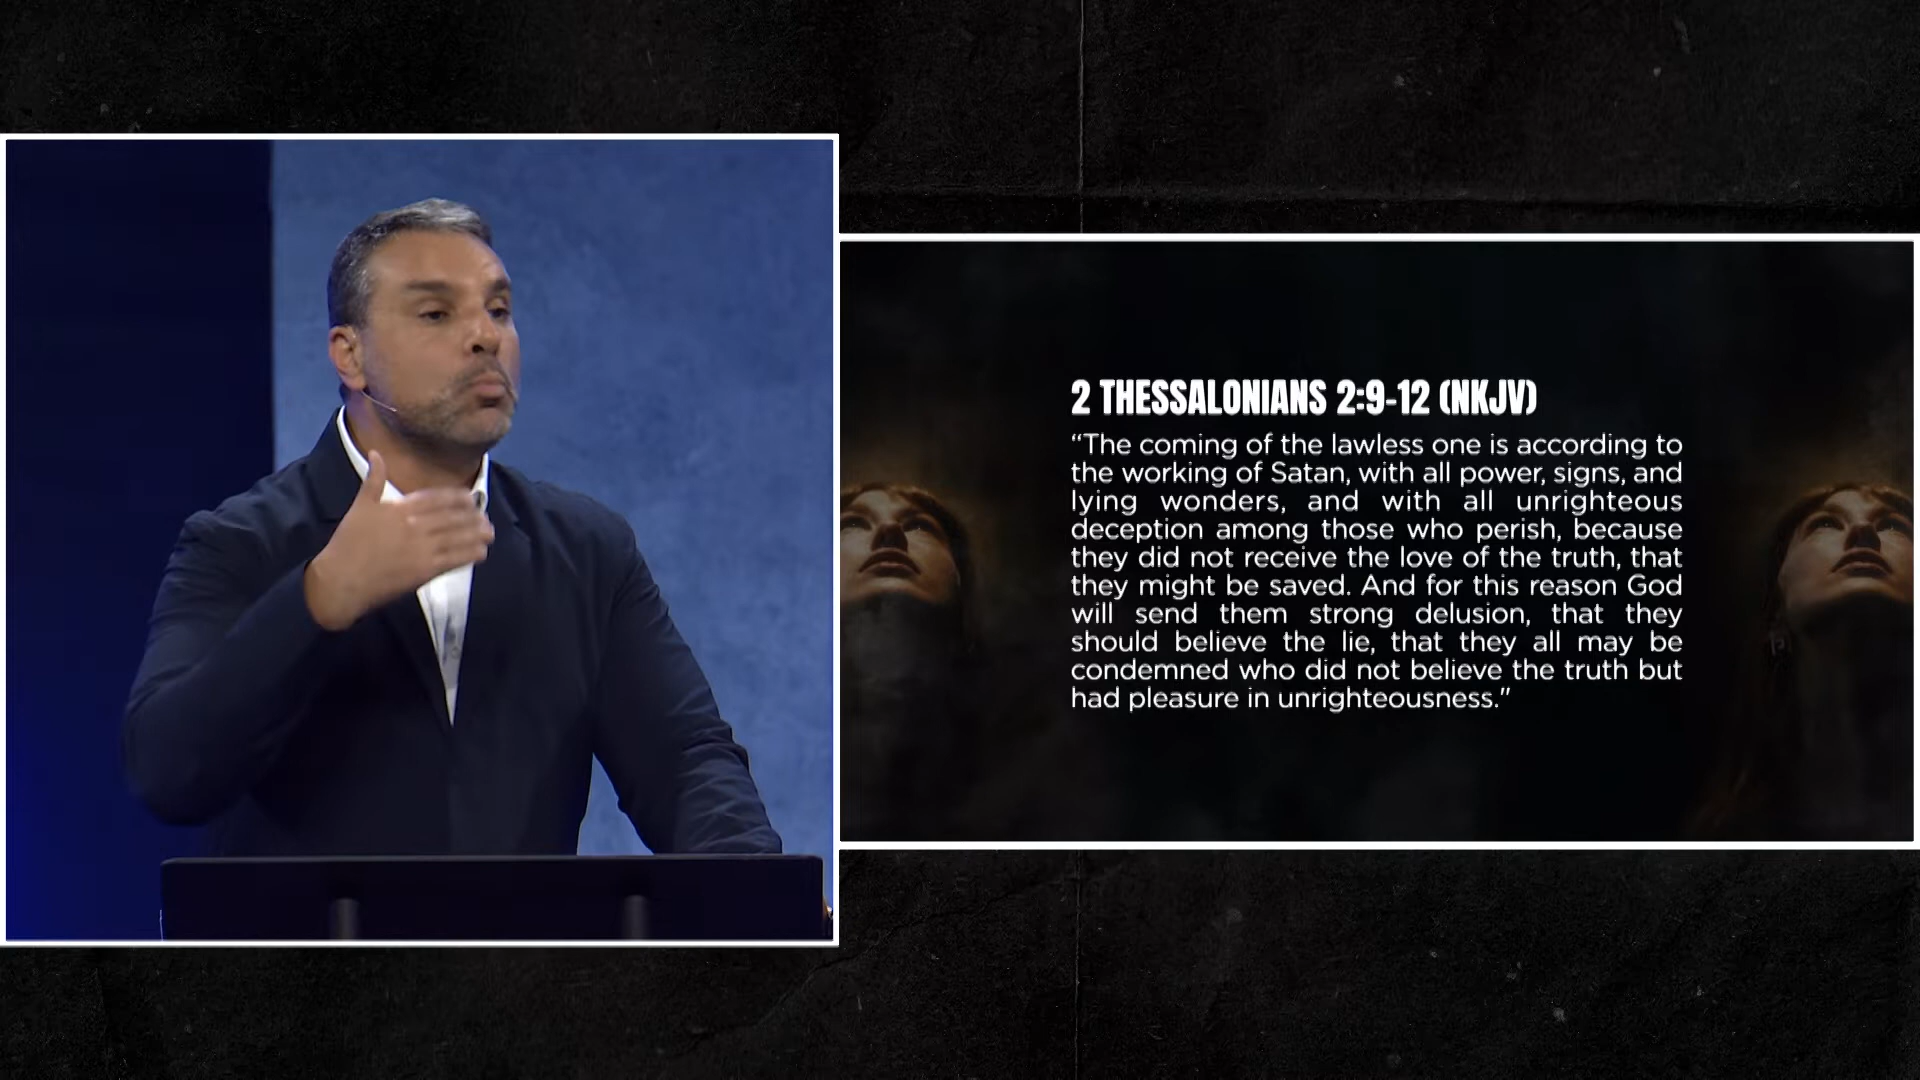 2 THESSALONIANS 2:9-12 (NKJV)
“The coming of the lawless one is according to
the working of Satan, with all power, signs, and
lying wonders, and with all unrighteous
deception among those who perish, because
they did not receive the love of the truth, that
they might be saved. And for this reason God
will send them strong delusion, that they
should believe the lie, that they all may be
condemned who did not believe the truth but
had pleasure in unrighteousness.”